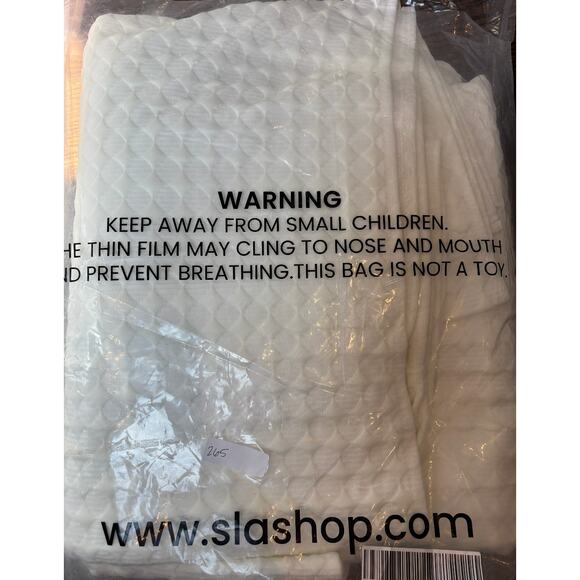 WARNING
KEEP AWAY FROM SMALL CHILDREN.
HE THIN FILM MAY CLING TO NOSE AND MOUTH
ND PREVENT BREATHING.THIS BAG IS NOT A TOY.
265
www.slashop.com